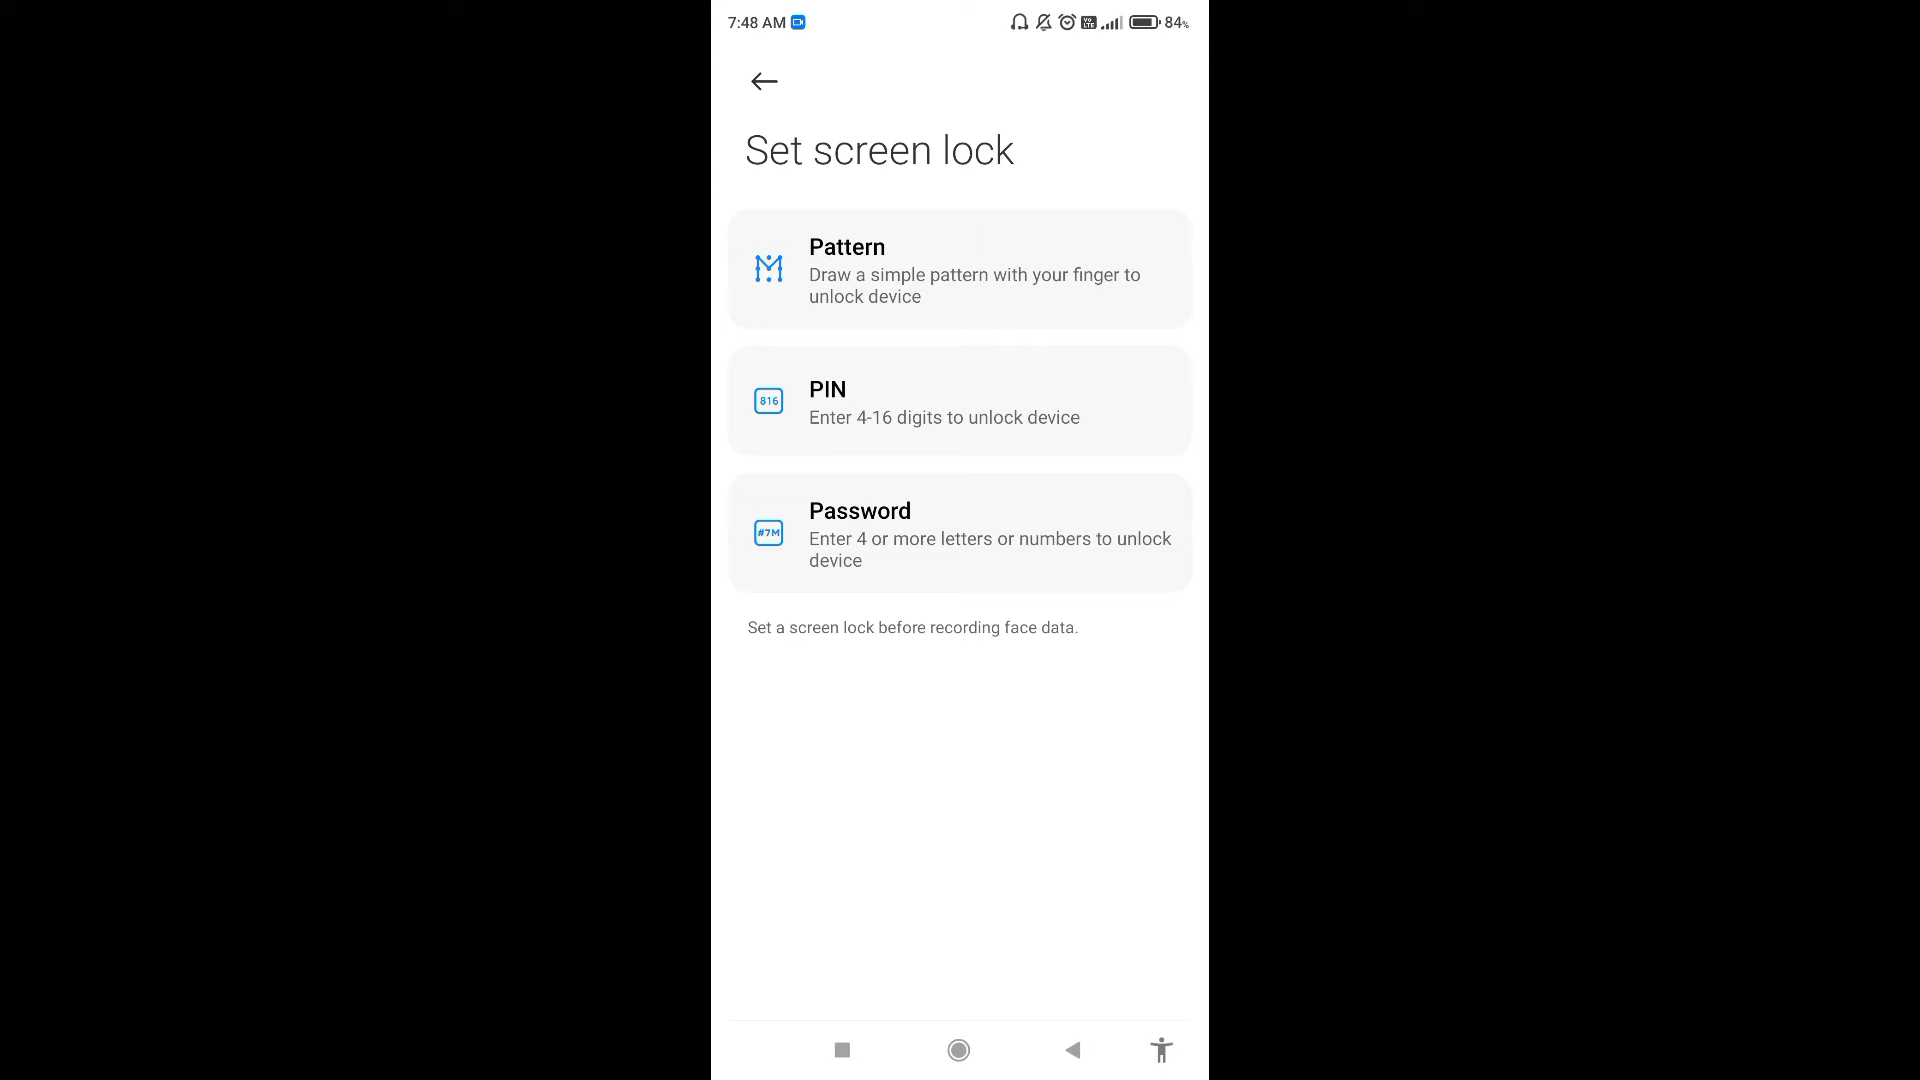 7:48 AM
Vo LTE
84%
Set screen lock
Pattern
Draw a simple pattern with your finger to
unlock device
816
PIN
Enter 4-16 digits to unlock device
#7M
Password
Enter 4 or more letters or numbers to unlock
device
Set a screen lock before recording face data.